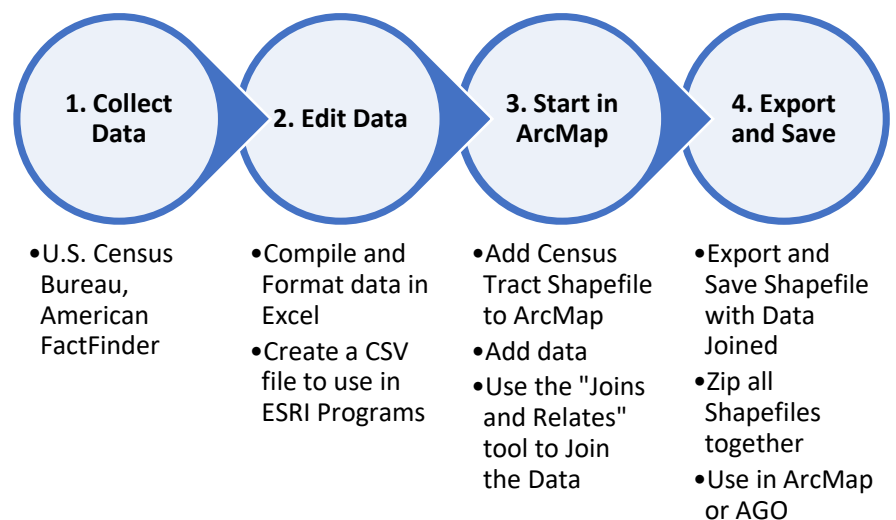 1. Collect
Data
2. Edit Data
3. Start in
ArcMap
4. Export
and Save
•U.S. Census
Bureau,
American
FactFinder
•Compile and
Format data in
Excel
•Create a CSV
file to use in
ESRI Programs
•Add Census
Tract Shapefile
to ArcMap
•Add data
•Use the "Joins
and Relates"
tool to Join
the Data
•Export and
Save Shapefile
with Data
Joined
•Zip all
Shapefiles
together
•Use in ArcMap
or AGO